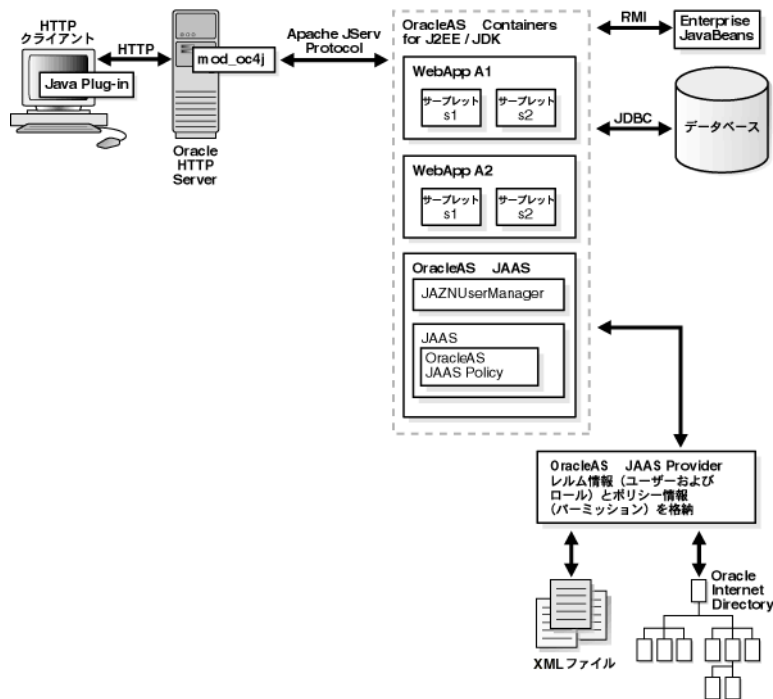 HTTP
クライアント
Java Plug-in
HTTP
mod_oc4j
Oracle
HTTP
Server
Apache JServ
Protocol
OracleAS Containers
for J2EE / JDK
WebApp A1
サーブレット
s1
サーブレット
s2
WebApp A2
サーブレット
s1
サーブレット
s2
OracleAS JAAS
JAZNUserManager
JAAS
OracleAS
JAAS Policy
RMI
Enterprise
JavaBeans
JDBC
データベース
OracleAS JAAS Provider
レルム情報（ユーザーおよび
ロール）とポリシー情報
（パーミッション）を格納
XMLファイル
Oracle
Internet
Directory